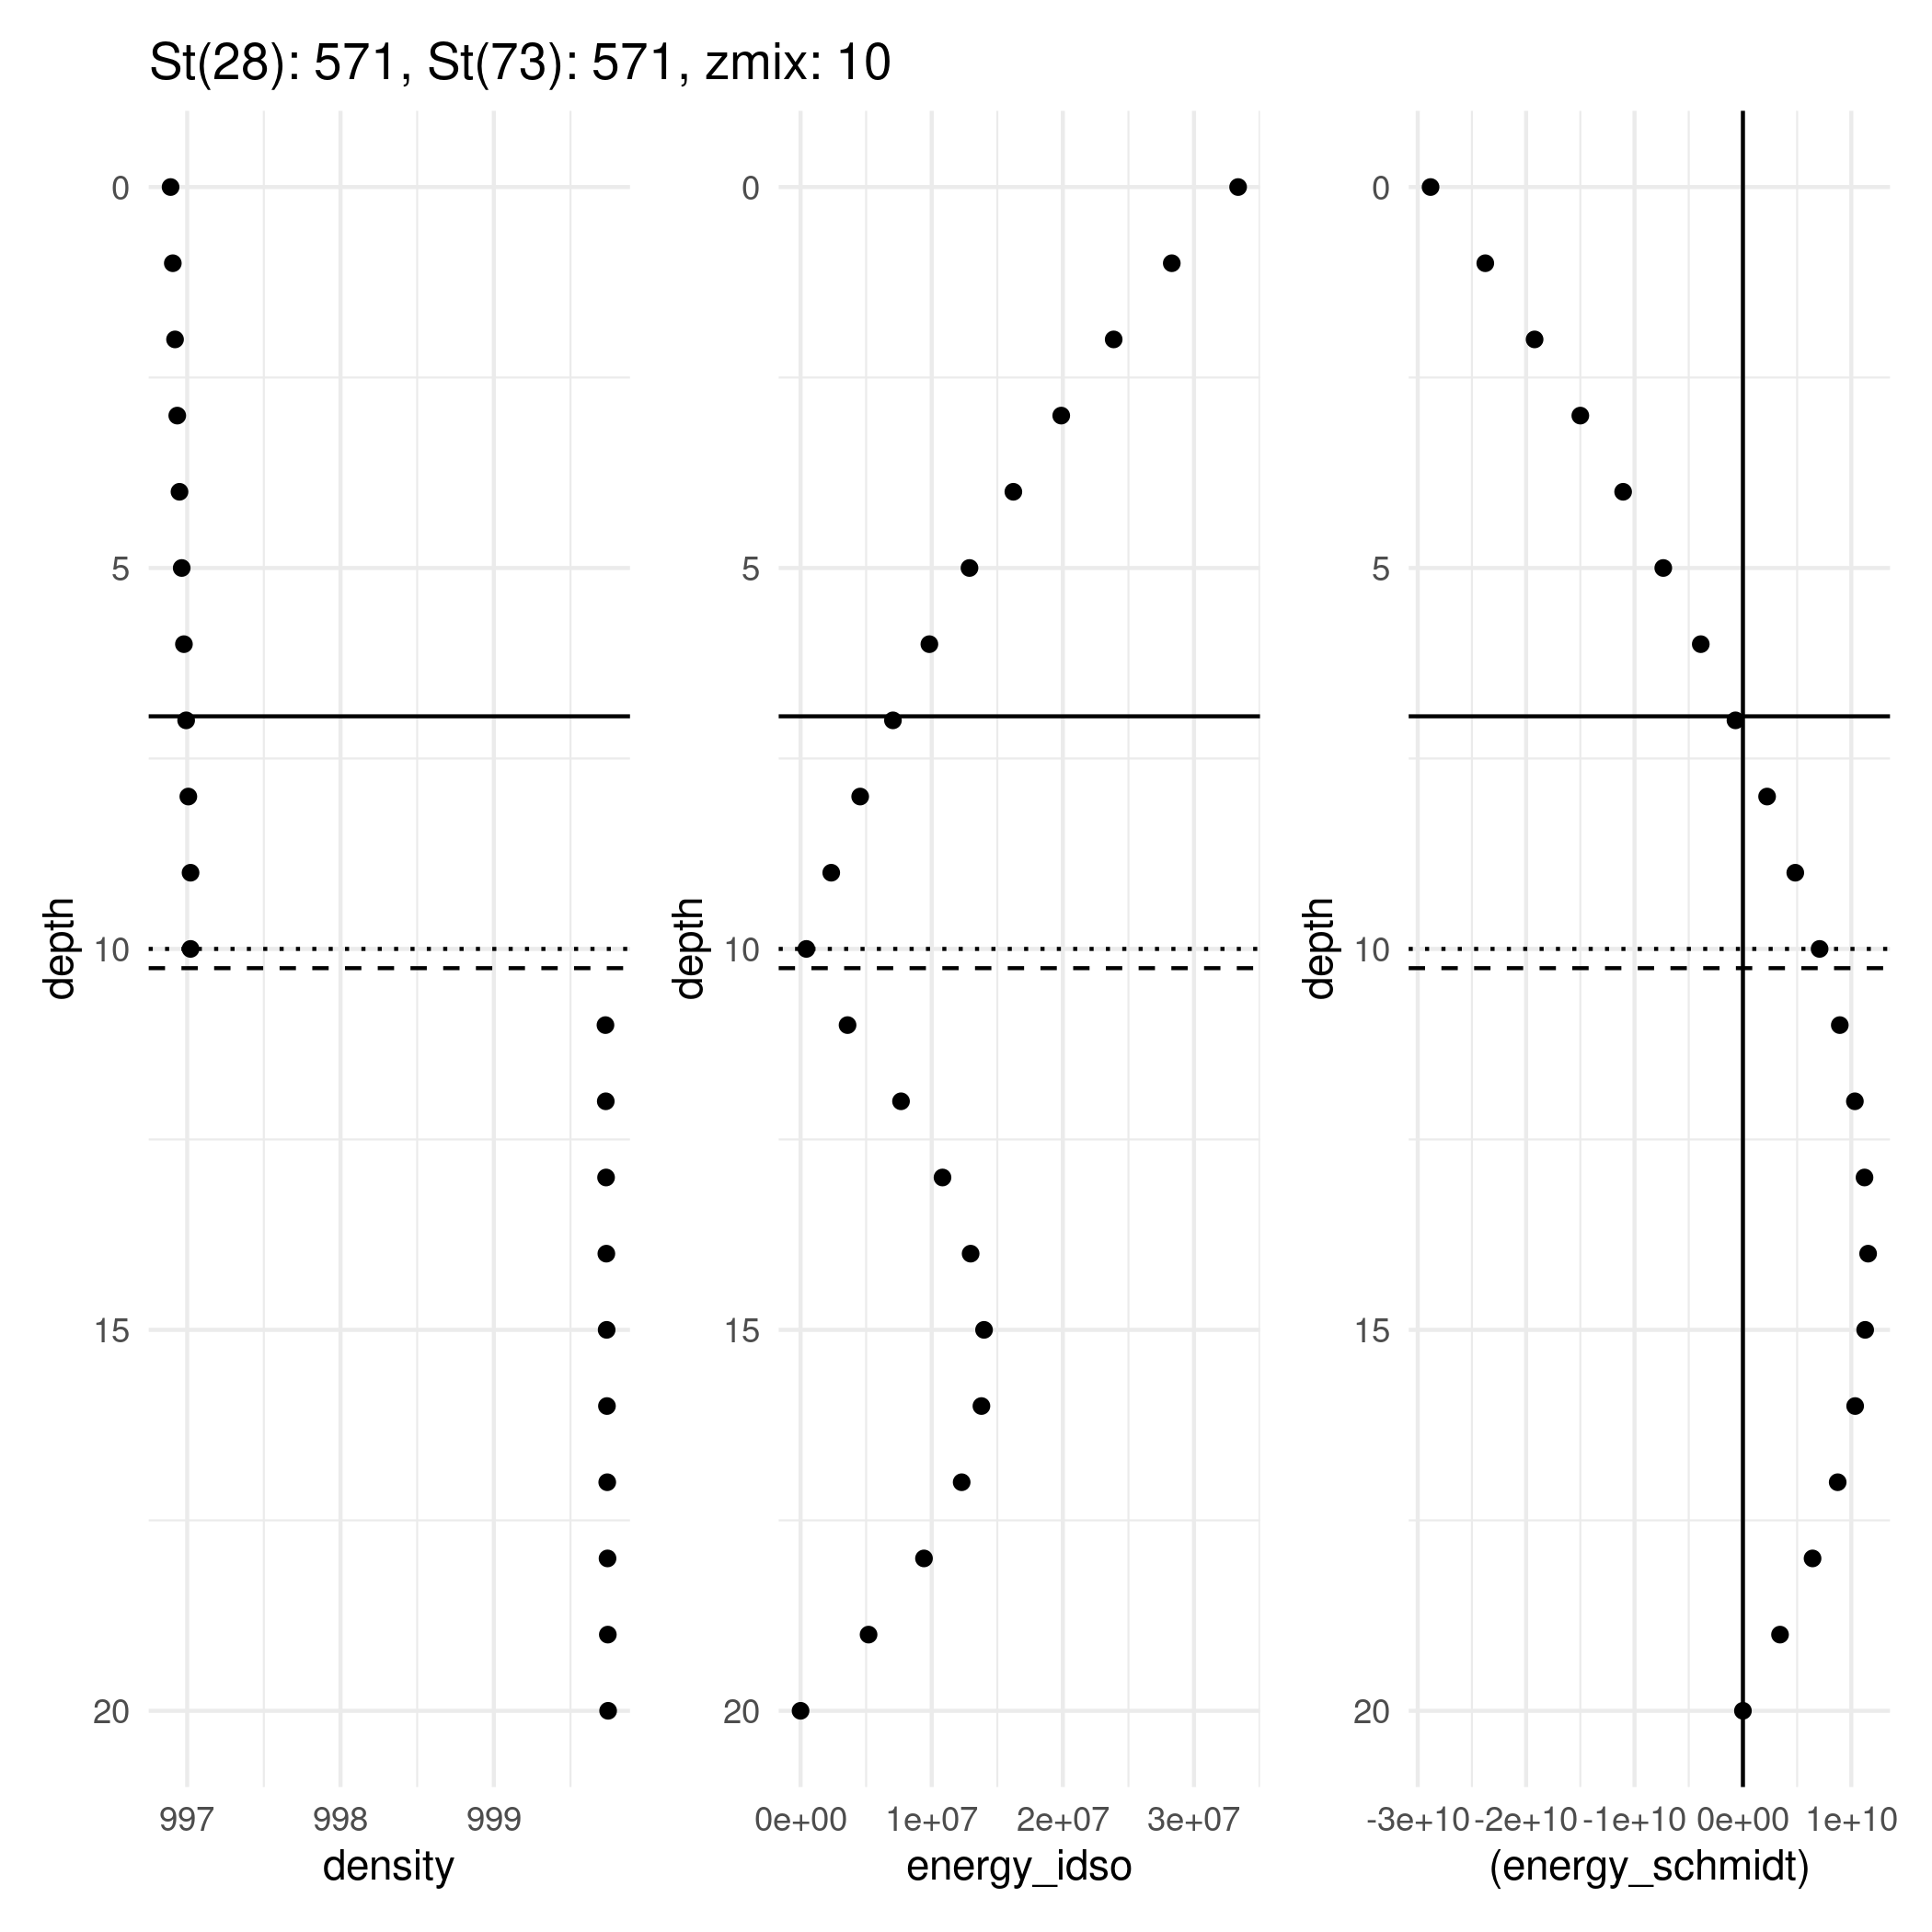 St(28): 571, St(73): 571, zmix: 10
depth
0
5
10
15
20
997 998 999
density
depth
0
5
10
15
20
0e+00 1e+07 2e+07 3e+07
energy_idso
depth
0
5
10
15
20
-3e+10 -2e+10 -1e+10 0e+00 1e+10
(energy_schmidt)